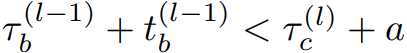 τ_b^{(l−1)} + t_b^{(l−1)} < τ_c^{(l)} + a